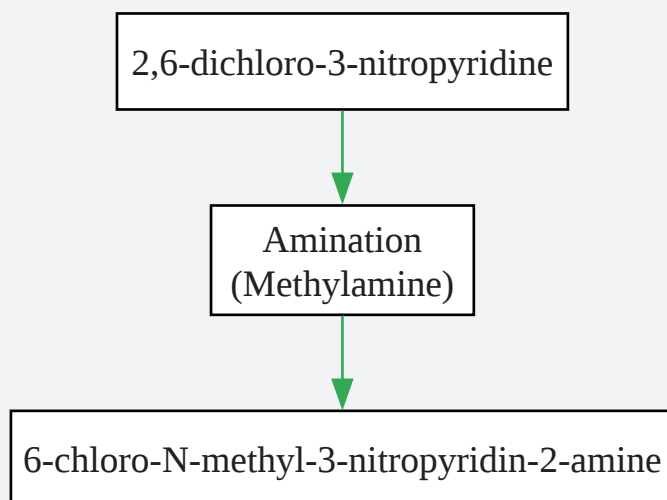 2,6-dichloro-3-nitropyridine
Amination
(Methylamine)
6-chloro-N-methyl-3-nitropyridin-2-amine